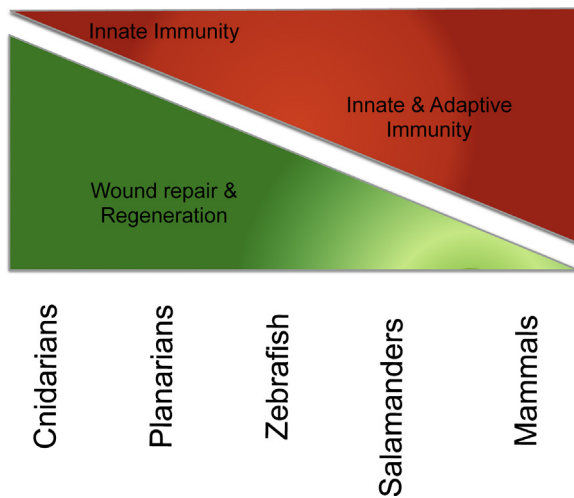 Innate Immunity
Innate & Adaptive
Immunity
Wound repair &
Regeneration
Cnidarians
Planarians
Zebrafish
Salamanders
Mammals